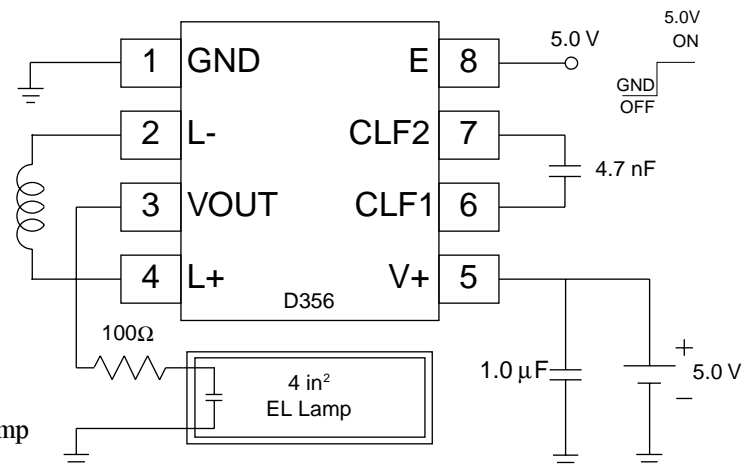 5.0V
ON
GND
OFF
5.0 V
1 GND
E 8
2 L-
CLF2 7
4.7 nF
3 VOUT
CLF1 6
4 L+
V+ 5
D356
100Ω
4 in²
EL Lamp
1.0 μF
+
5.0 V
−